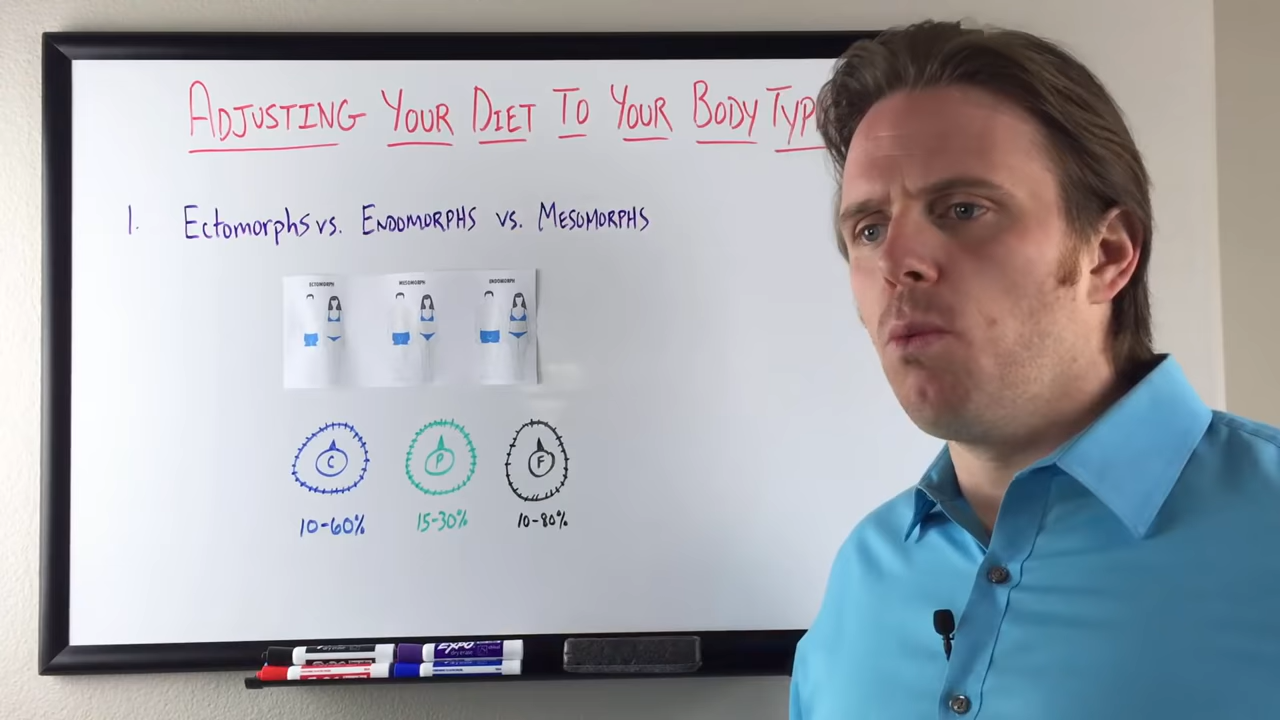 ADJUSTING YOUR DIET TO YOUR BODY TYP
1. Ectomorphs vs. ENDOMORPHS vs. MESOMORPHS
ECTOMORPH MESOMORPH ENDOMORPH
C P F
10-60% 15-30% 10-80%
EXPO